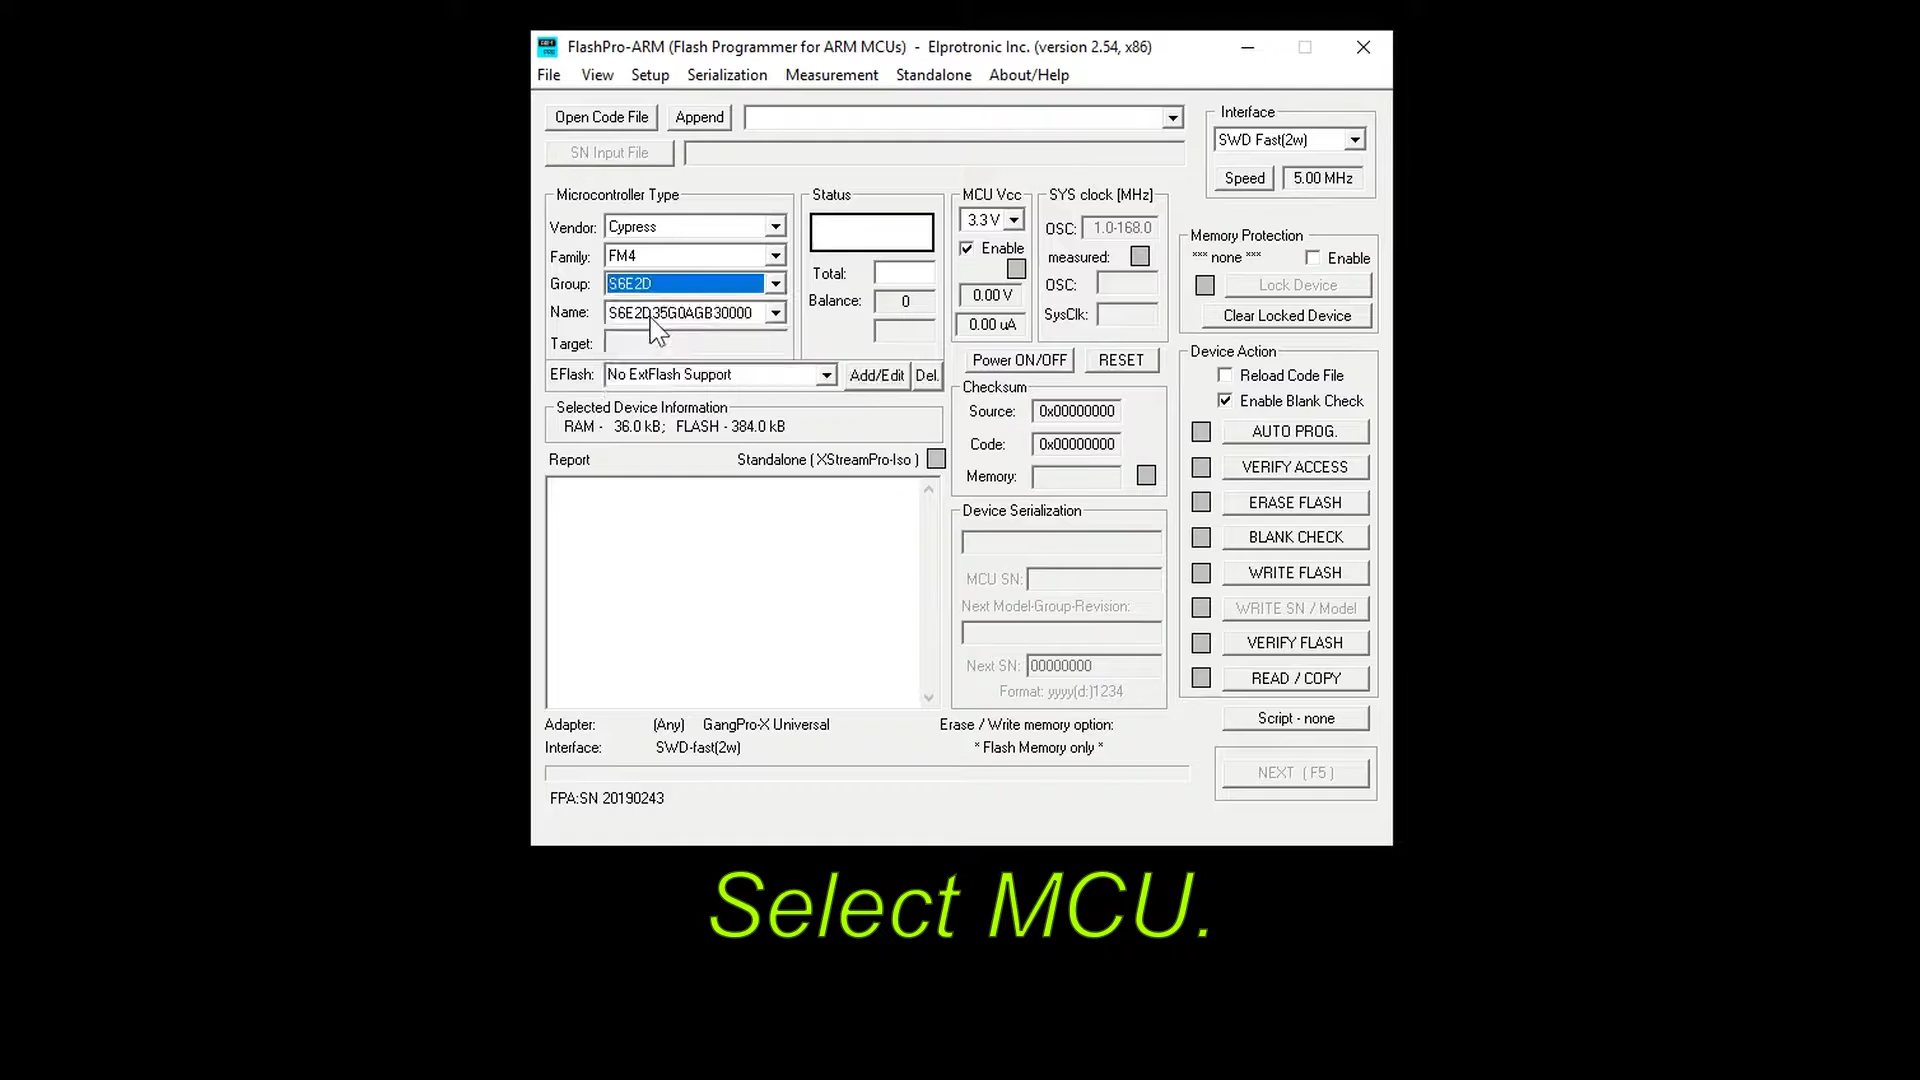 FlashPro-ARM (Flash Programmer for ARM MCUs) - Elprotronic Inc. (version 2.54, x86)
File View Setup Serialization Measurement Standalone About/Help
Open Code File Append
SN Input File
Interface
SWD Fast(2w)
Speed 5.00 MHz
Microcontroller Type
Vendor: Cypress
Family: FM4
Group: S6E2D
Name: S6E2D35G0AGB30000
Target:
EFlash: No ExtFlash Support Add/Edit Del.
Status
Total:
Balance: 0
MCU Vcc
3.3 V
Enable
0.00 V
0.00 uA
SYS clock [MHz]
OSC: 1.0-168.0
measured:
OSC:
SysClk:
Power ON/OFF RESET
Memory Protection
*** none *** Enable
Lock Device
Clear Locked Device
Selected Device Information
RAM - 36.0 kB; FLASH - 384.0 kB
Report Standalone ( XStreamPro-Iso )
Checksum
Source: 0x00000000
Code: 0x00000000
Memory:
Device Serialization
MCU SN:
Next Model-Group-Revision:
Next SN: 00000000
Format: yyyy(d:)1234
Device Action
Reload Code File
Enable Blank Check
AUTO PROG.
VERIFY ACCESS
ERASE FLASH
BLANK CHECK
WRITE FLASH
WRITE SN / Model
VERIFY FLASH
READ / COPY
Script - none
NEXT ( F5 )
Adapter: (Any) GangPro-X Universal
Interface: SWD-fast(2w)
Erase / Write memory option:
* Flash Memory only *
FPA:SN 20190243
Select MCU.